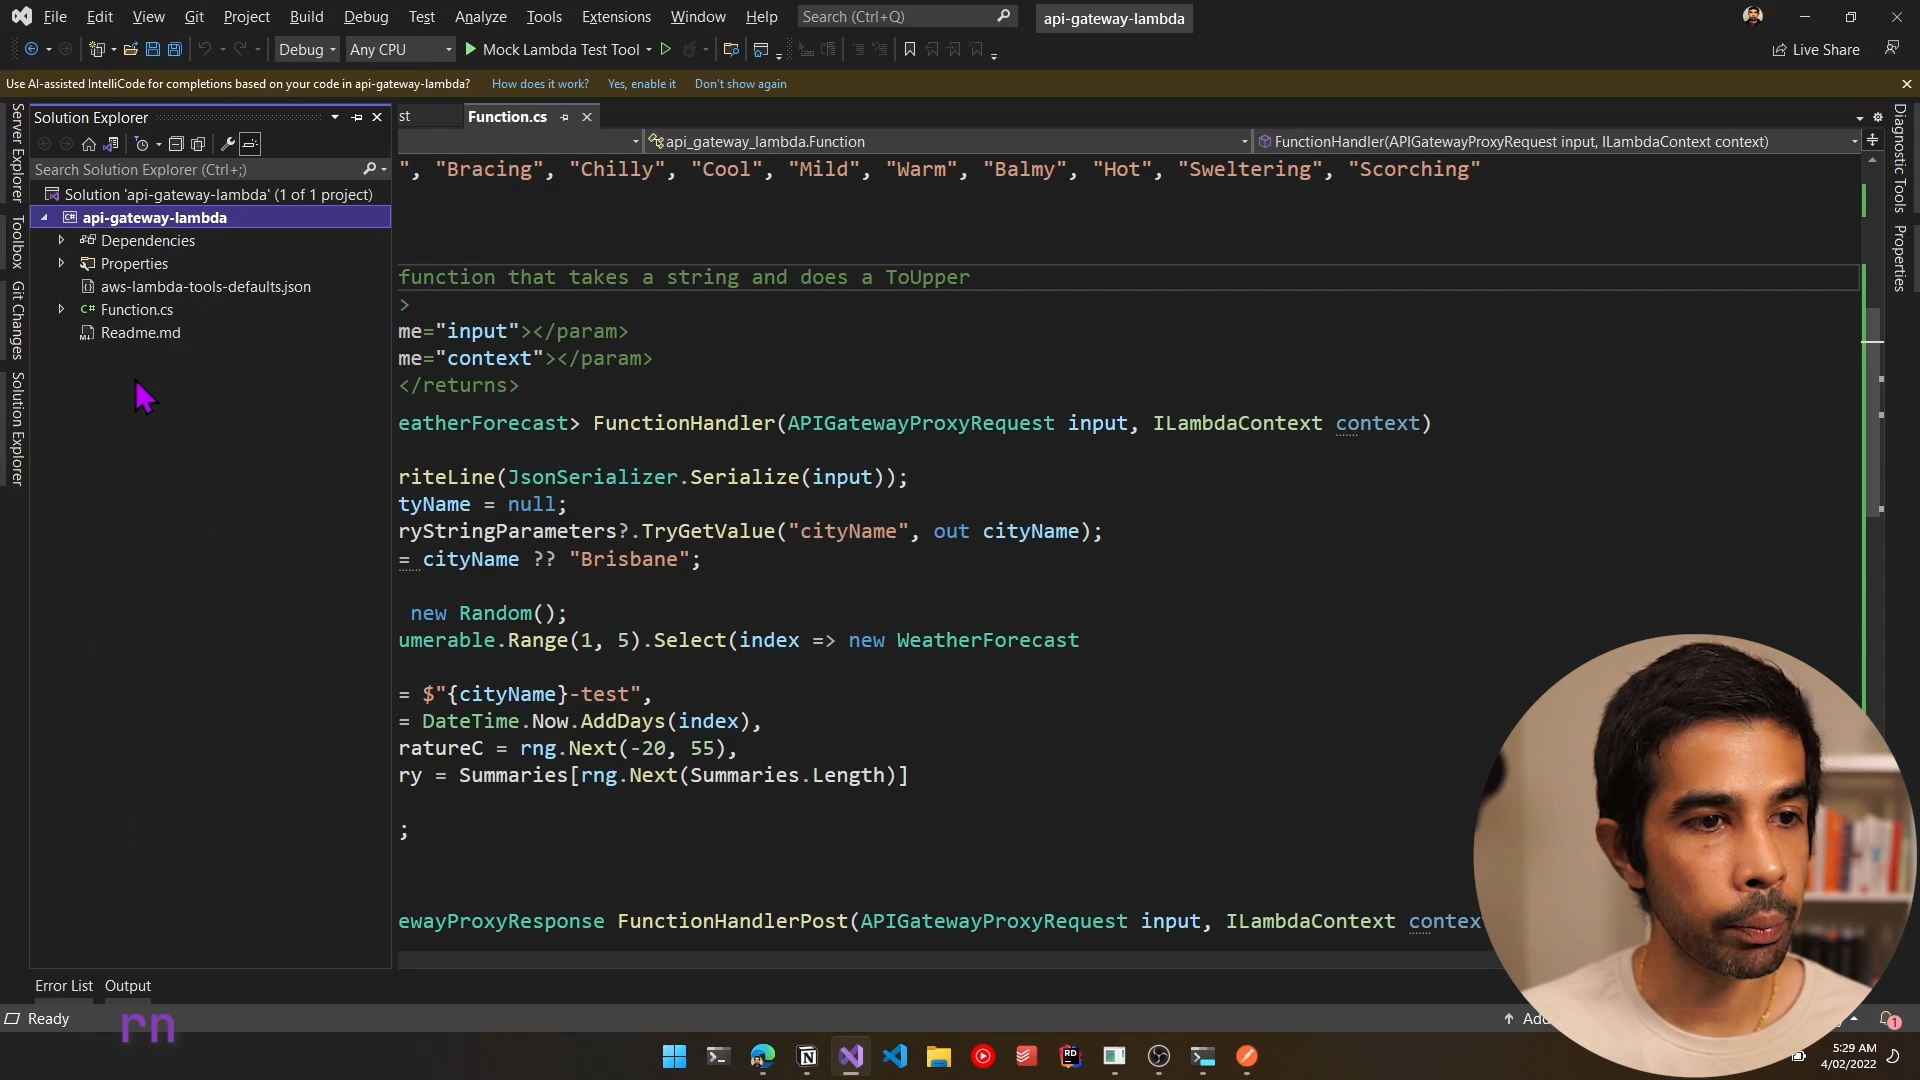 File Edit View Git Project Build Debug Test Analyze Tools Extensions Window Help Search (Ctrl+Q) api-gateway-lambda
Debug Any CPU Mock Lambda Test Tool Live Share
Use AI-assisted IntelliCode for completions based on your code in api-gateway-lambda? How does it work? Yes, enable it Don't show again
Server Explorer
Toolbox
Git Changes
Solution Explorer
Solution Explorer
Search Solution Explorer (Ctrl+;)
Solution 'api-gateway-lambda' (1 of 1 project)
api-gateway-lambda
Dependencies
Properties
aws-lambda-tools-defaults.json
C# Function.cs
Readme.md
st Function.cs
api_gateway_lambda.Function FunctionHandler(APIGatewayProxyRequest input, ILambdaContext context)
", "Bracing", "Chilly", "Cool", "Mild", "Warm", "Balmy", "Hot", "Sweltering", "Scorching"
function that takes a string and does a ToUpper
>
me="input"></param>
me="context"></param>
</returns>
eatherForecast> FunctionHandler(APIGatewayProxyRequest input, ILambdaContext context)
riteLine(JsonSerializer.Serialize(input));
tyName = null;
ryStringParameters?.TryGetValue("cityName", out cityName);
= cityName ?? "Brisbane";
new Random();
umerable.Range(1, 5).Select(index => new WeatherForecast
= $"{cityName}-test",
= DateTime.Now.AddDays(index),
ratureC = rng.Next(-20, 55),
ry = Summaries[rng.Next(Summaries.Length)]
;
ewayProxyResponse FunctionHandlerPost(APIGatewayProxyRequest input, ILambdaContext contex
Diagnostic Tools
Properties
Error List Output
Ready
rn
Add
1
RD
5:29 AM
4/02/2022